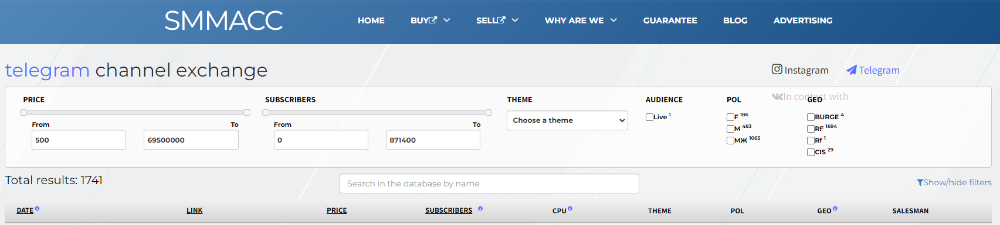 SMMACC
HOME BUY SELL WHY ARE WE GUARANTEE BLOG ADVERTISING
telegram channel exchange
Instagram Telegram
In contact with
PRICE SUBSCRIBERS THEME AUDIENCE POL GEO
From To From To
500 69500000 0 871400
Choose a theme
Live 1
F 186
M 483
МЖ 1065
BURGE 4
RF 1694
Rf 1
CIS 29
Total results: 1741
Search in the database by name
Show/hide filters
DATE LINK PRICE SUBSCRIBERS CPU THEME POL GEO SALESMAN